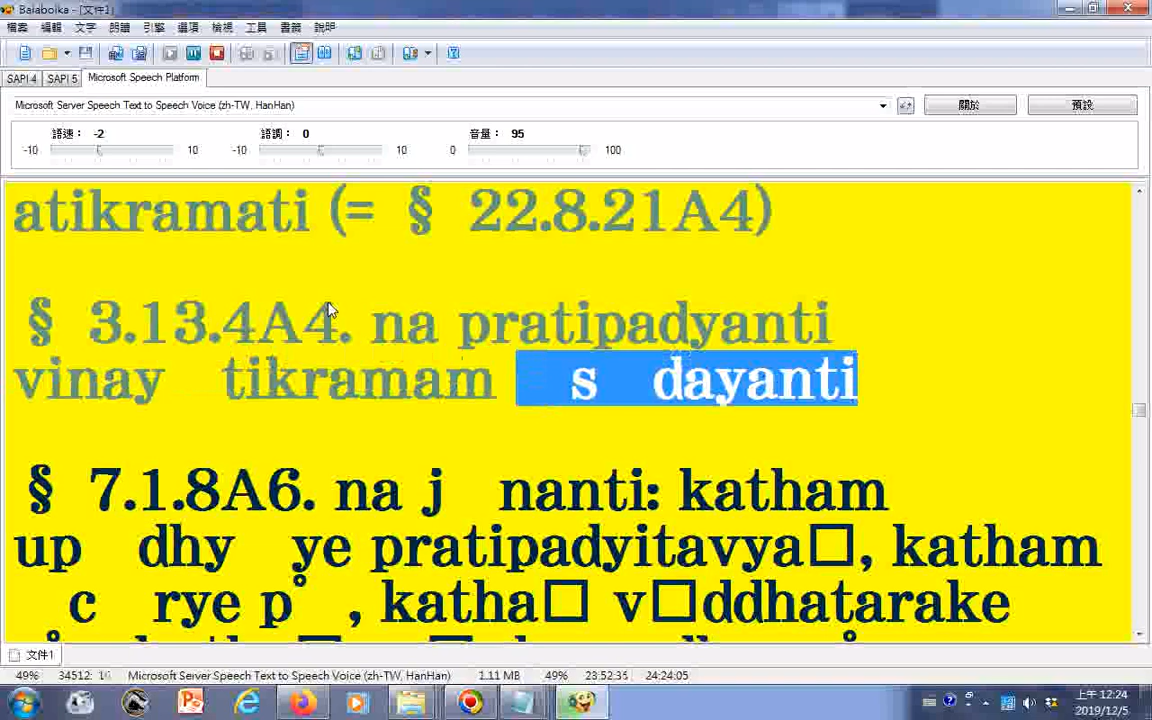 Balabolka - [文件1]
檔案 編輯 文字 朗讀 引擎 選項 檢視 工具 書籤 說明
SAPI 4 SAPI 5 Microsoft Speech Platform
Microsoft Server Speech Text to Speech Voice (zh-TW, HanHan) 關於 預設
語速： -2 語調： 0 音量： 95
-10 10 -10 10 0 100
atikramati (= § 22.8.21A4)
§ 3.13.4A4. na pratipadyanti
vinay tikramam s dayanti
§ 7.1.8A6. na j nanti: katham
up dhy ye pratipadyitavya□, katham
c rye p° , katha□ v□ddhatarake
文件1
49% 34512: 1 Microsoft Server Speech Text to Speech Voice (zh-TW, HanHan) 1.11 MB 49% 23:52:35 24:24:05
上午 12:24
2019/12/5